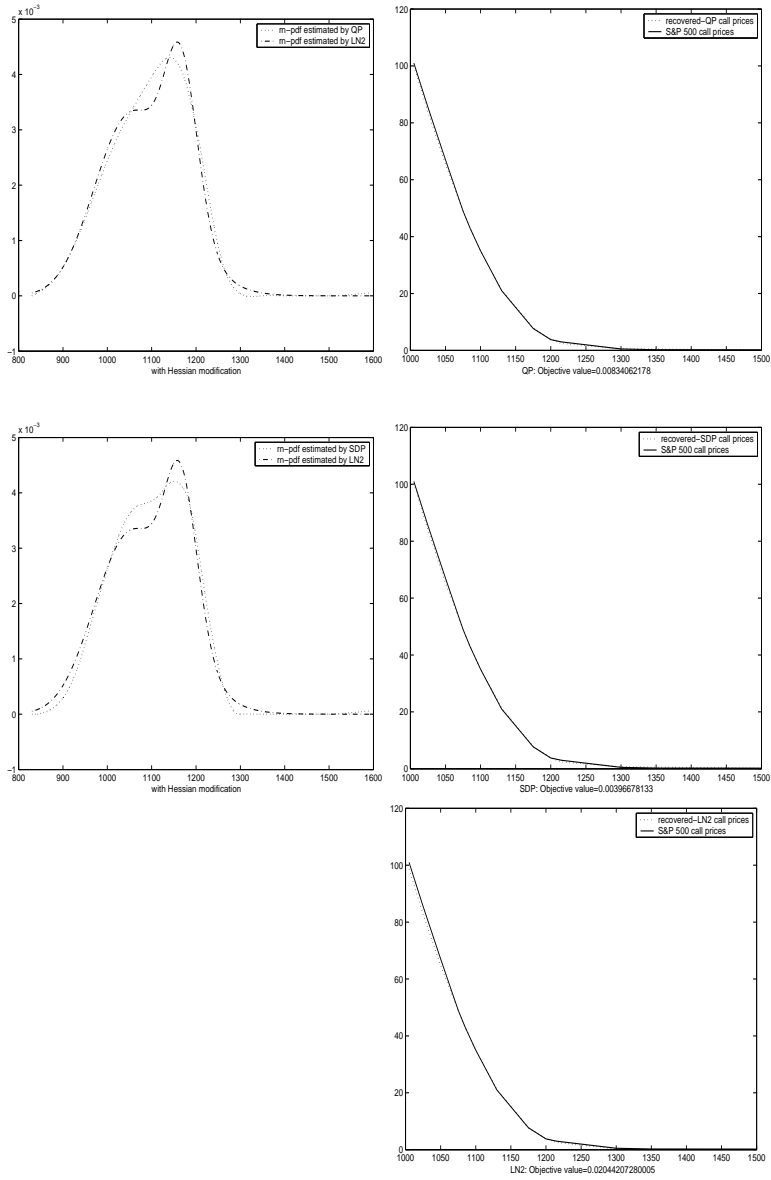 x 10⁻³
rn−pdf estimated by QP
rn−pdf estimated by LN2
5
4
3
2
1
0
−1
800 900 1000 1100 1200 1300 1400 1500 1600
with Hessian modification
recovered−QP call prices
S&P 500 call prices
120
100
80
60
40
20
0
1000 1050 1100 1150 1200 1250 1300 1350 1400 1450 1500
QP: Objective value=0.00834062178
x 10⁻³
rn−pdf estimated by SDP
rn−pdf estimated by LN2
5
4
3
2
1
0
−1
800 900 1000 1100 1200 1300 1400 1500 1600
with Hessian modification
recovered−SDP call prices
S&P 500 call prices
120
100
80
60
40
20
0
1000 1050 1100 1150 1200 1250 1300 1350 1400 1450 1500
SDP: Objective value=0.00396678133
recovered−LN2 call prices
S&P 500 call prices
120
100
80
60
40
20
0
1000 1050 1100 1150 1200 1250 1300 1350 1400 1450 1500
LN2: Objective value=0.02044207280005